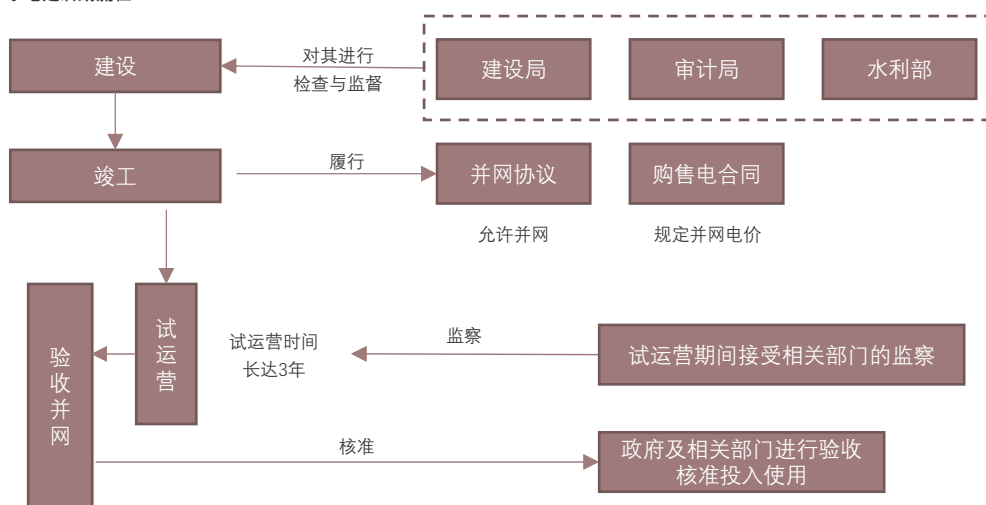 建设
对其进行
检查与监督
建设局
审计局
水利部
竣工
履行
并网协议
购售电合同
允许并网
规定并网电价
验收并网
试运营
试运营时间
长达3年
监察
试运营期间接受相关部门的监察
核准
政府及相关部门进行验收
核准投入使用